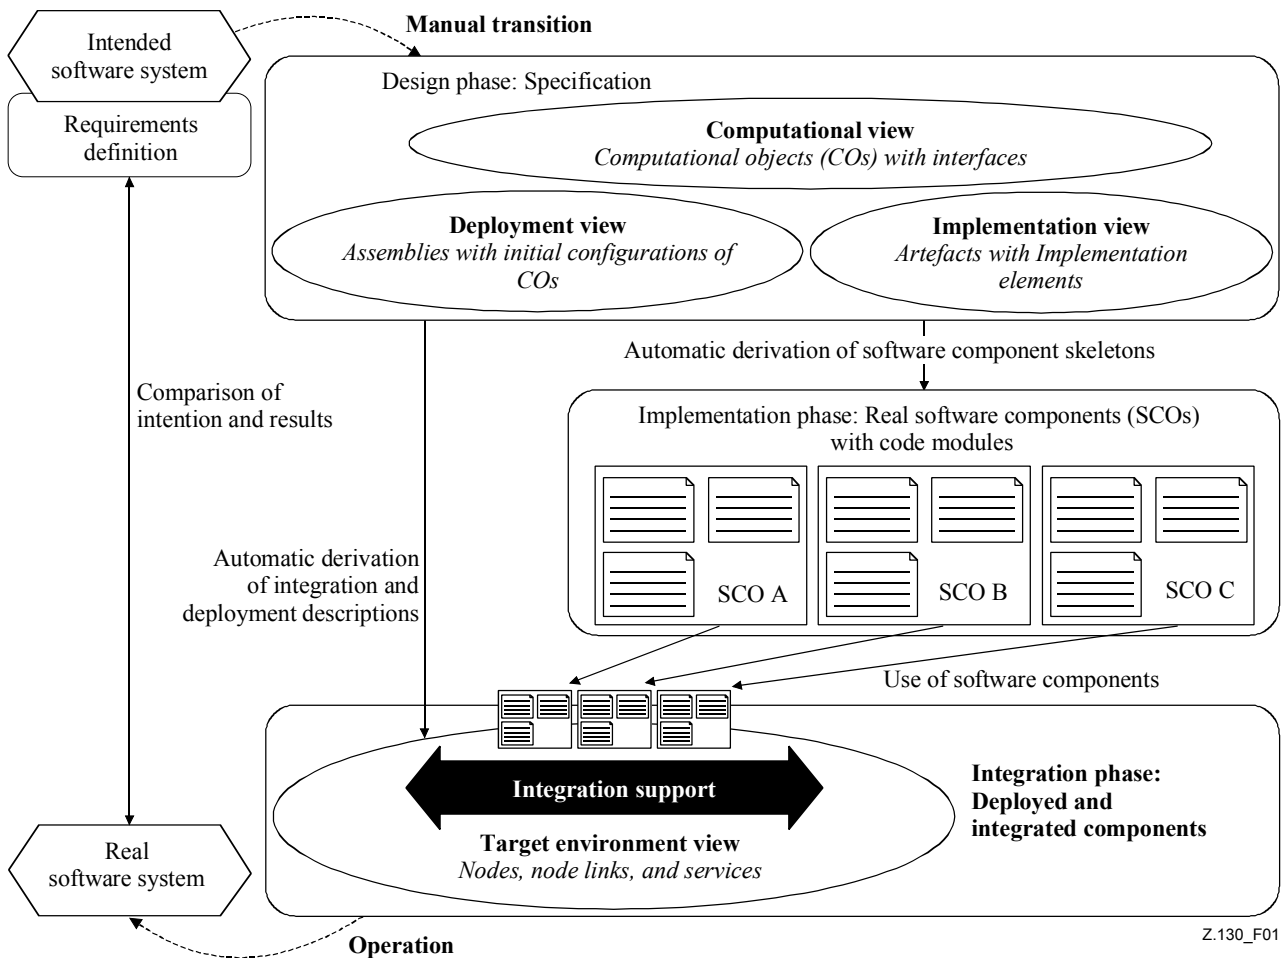 Manual transition
Intended
software system
Requirements
definition
Design phase: Specification
Computational view
Computational objects (COs) with interfaces
Deployment view
Assemblies with initial configurations of
COs
Implementation view
Artefacts with Implementation
elements
Automatic derivation of software component skeletons
Comparison of
intention and results
Implementation phase: Real software components (SCOs)
with code modules
SCO A
SCO B
SCO C
Automatic derivation
of integration and
deployment descriptions
Use of software components
Integration support
Target environment view
Nodes, node links, and services
Integration phase:
Deployed and
integrated components
Real
software system
Operation
Z.130_F01